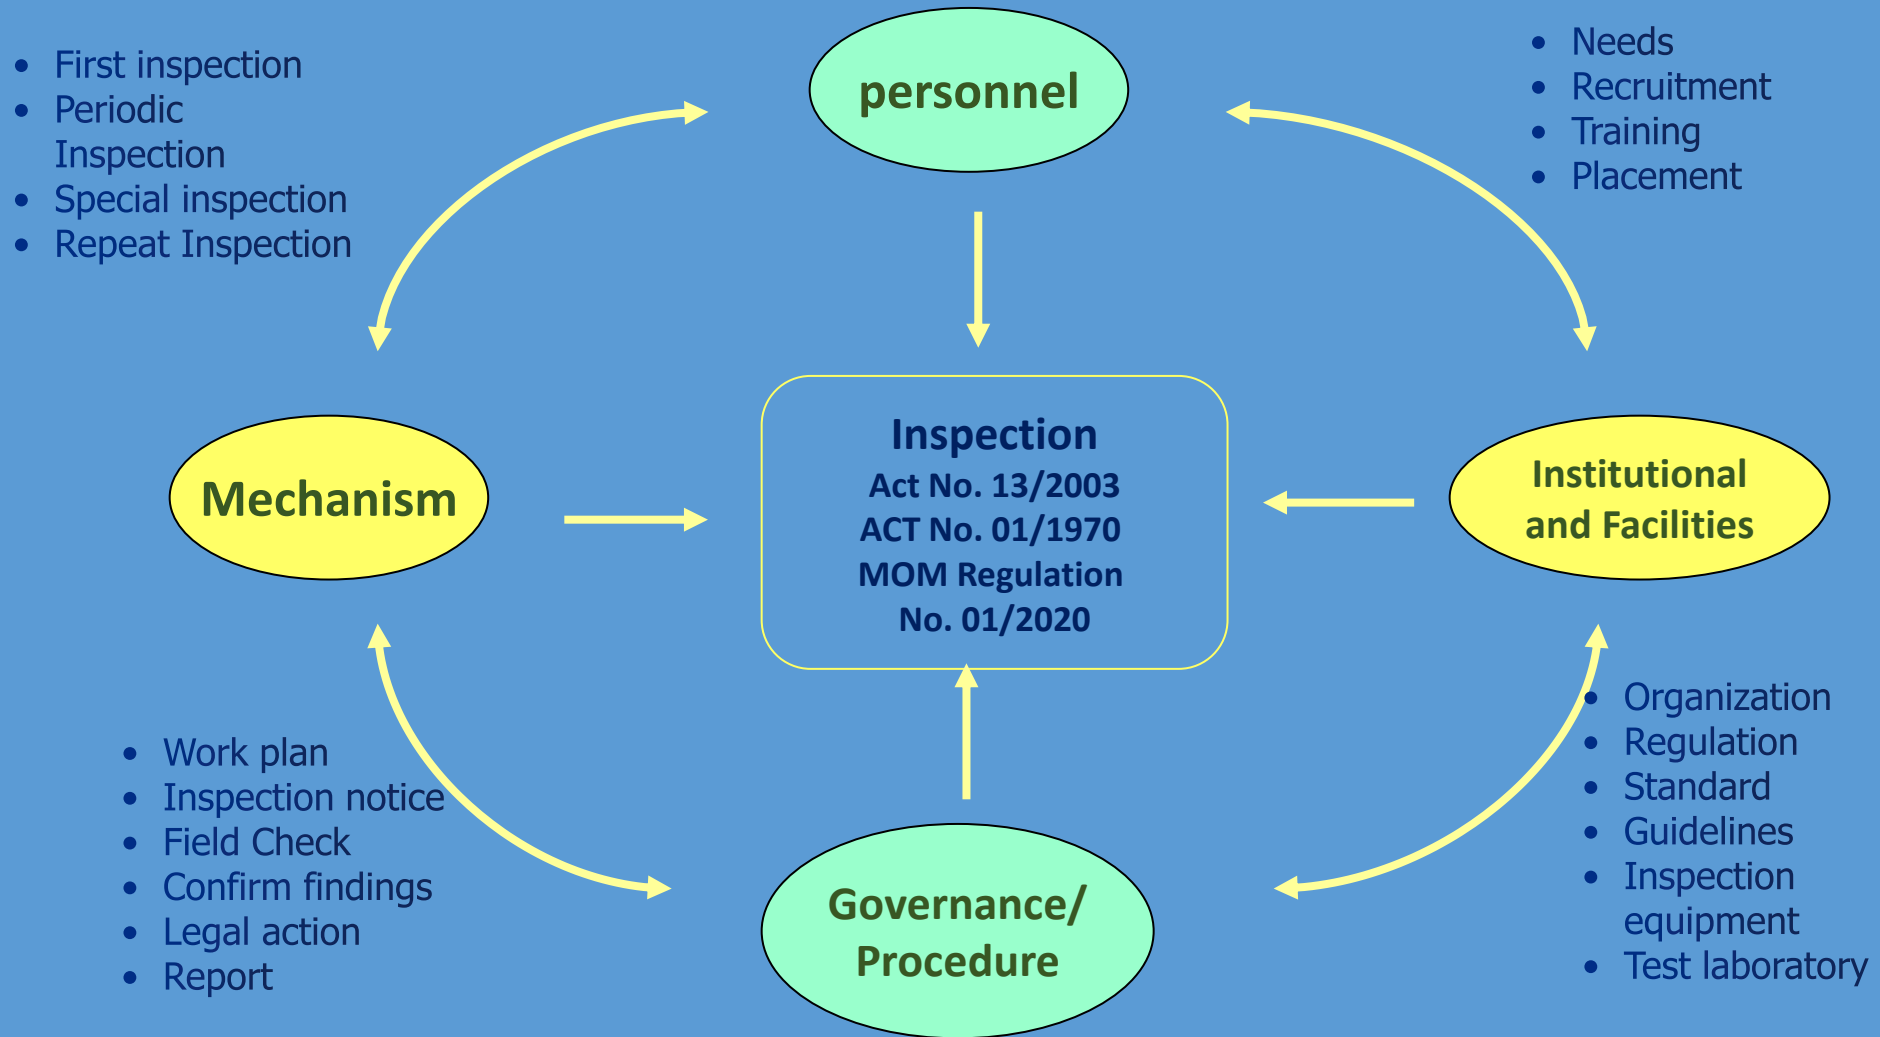 • First inspection
• Periodic
Inspection
• Special inspection
• Repeat Inspection
personnel
• Needs
• Recruitment
• Training
• Placement
Mechanism
Inspection
Act No. 13/2003
ACT No. 01/1970
MOM Regulation
No. 01/2020
Institutional
and Facilities
• Work plan
• Inspection notice
• Field Check
• Confirm findings
• Legal action
• Report
Governance/
Procedure
• Organization
• Regulation
• Standard
• Guidelines
• Inspection
equipment
• Test laboratory